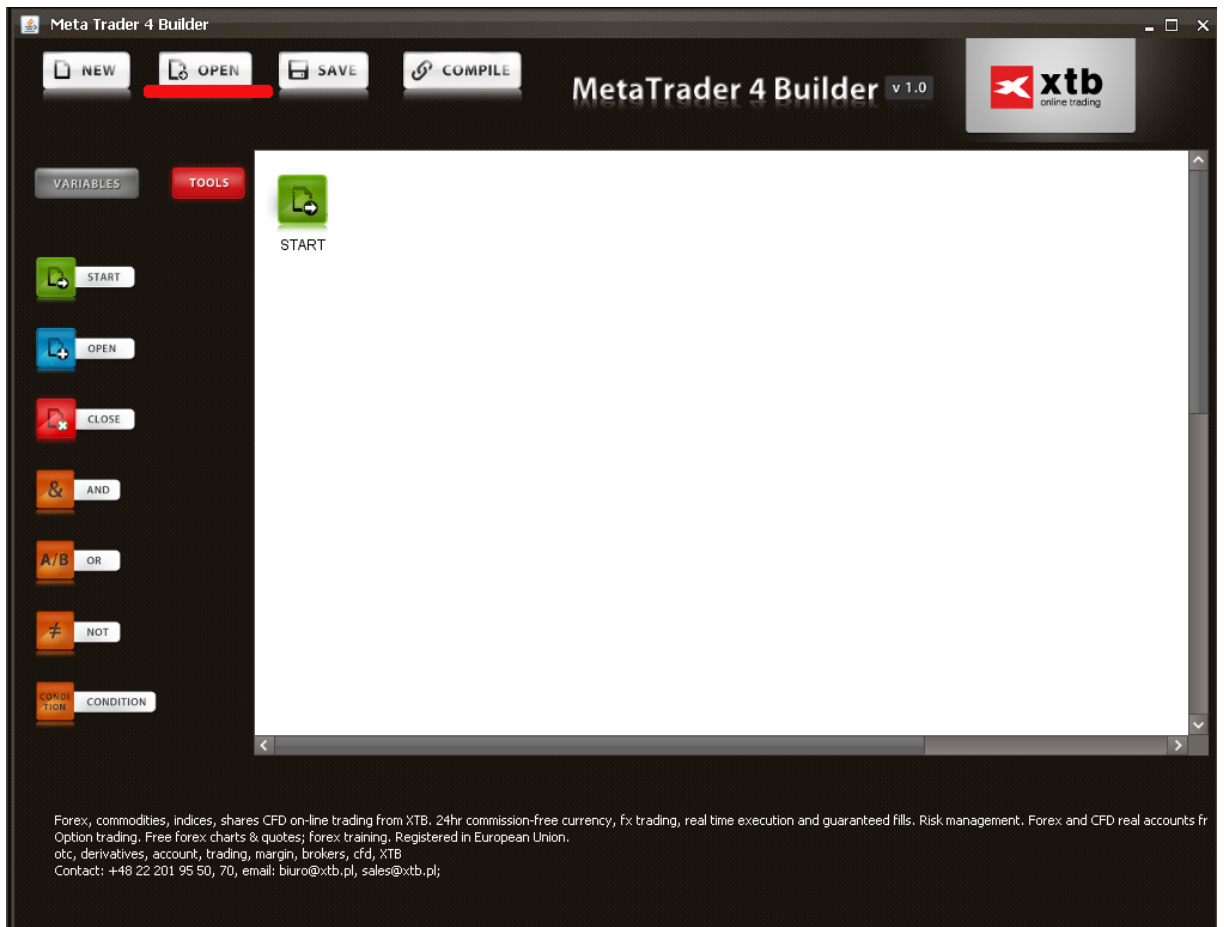 Meta Trader 4 Builder
NEW
OPEN
SAVE
COMPILE
MetaTrader 4 Builder v 1.0
xtb
online trading
VARIABLES
TOOLS
START
START
OPEN
CLOSE
& AND
A/B OR
≠ NOT
CONDI
TION
CONDITION
Forex, commodities, indices, shares CFD on-line trading from XTB. 24hr commission-free currency, fx trading, real time execution and guaranteed fills. Risk management. Forex and CFD real accounts fr
Option trading. Free forex charts & quotes; forex training. Registered in European Union.
otc, derivatives, account, trading, margin, brokers, cfd, XTB
Contact: +48 22 201 95 50, 70, email: biuro@xtb.pl, sales@xtb.pl;